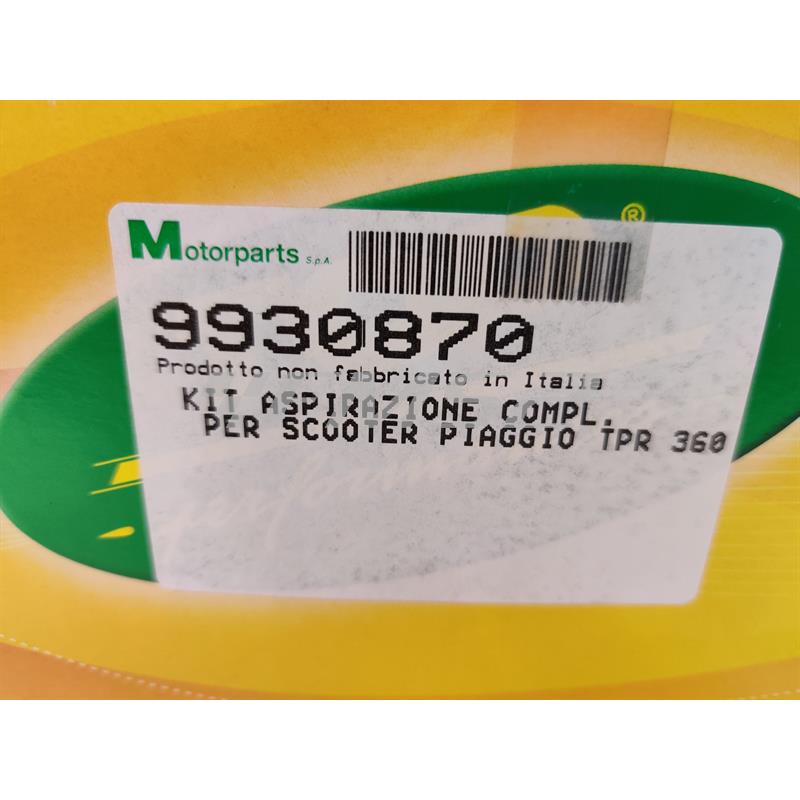 ®
Motorparts S.p.A.
9930870
Prodotto non fabbricato in Italia
KIT ASPIRAZIONE COMPL.
PER SCOOTER PIAGGIO TPR 360